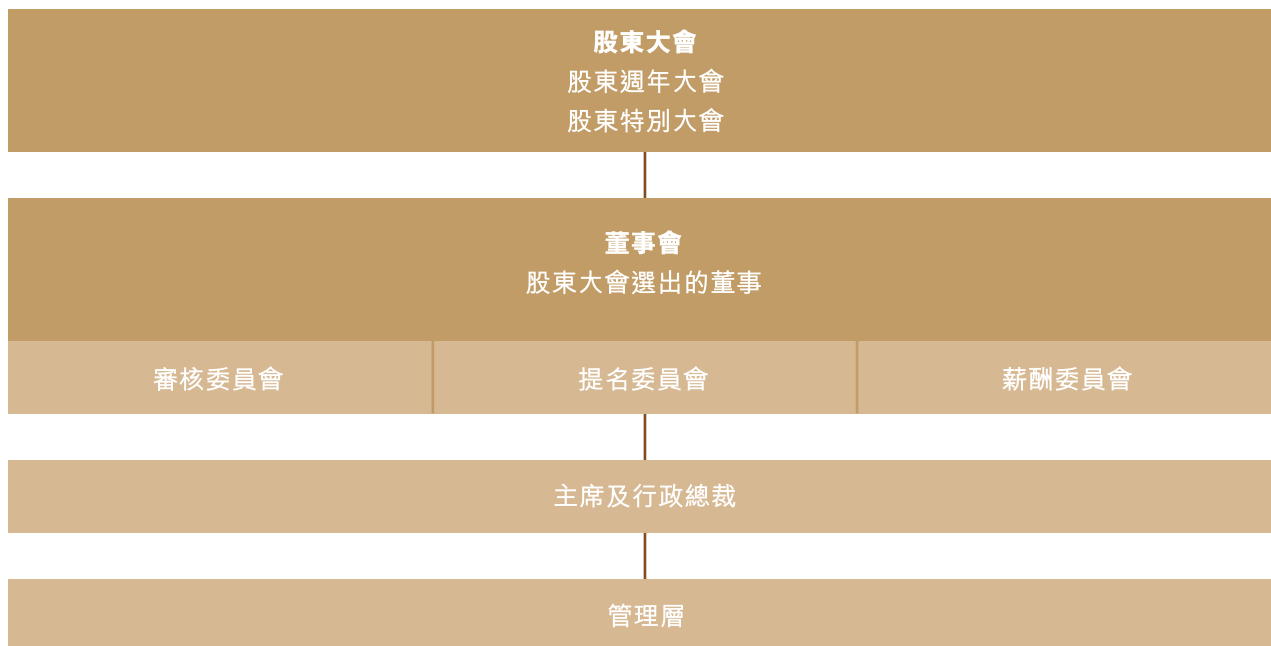 股東大會
股東週年大會
股東特別大會
董事會
股東大會選出的董事
審核委員會
提名委員會
薪酬委員會
主席及行政總裁
管理層